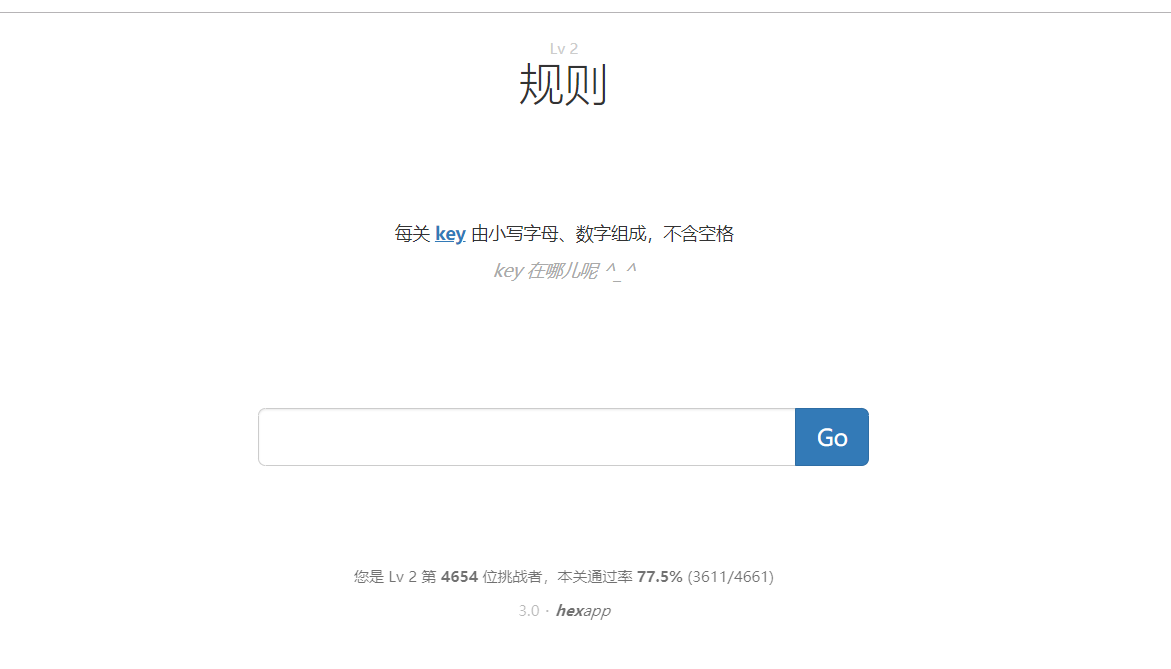 Lv 2
规则
每关 key 由小写字母、数字组成，不含空格
key 在哪儿呢 ^_^
Go
您是 Lv 2 第 4654 位挑战者，本关通过率 77.5% (3611/4661)
3.0 · hexapp